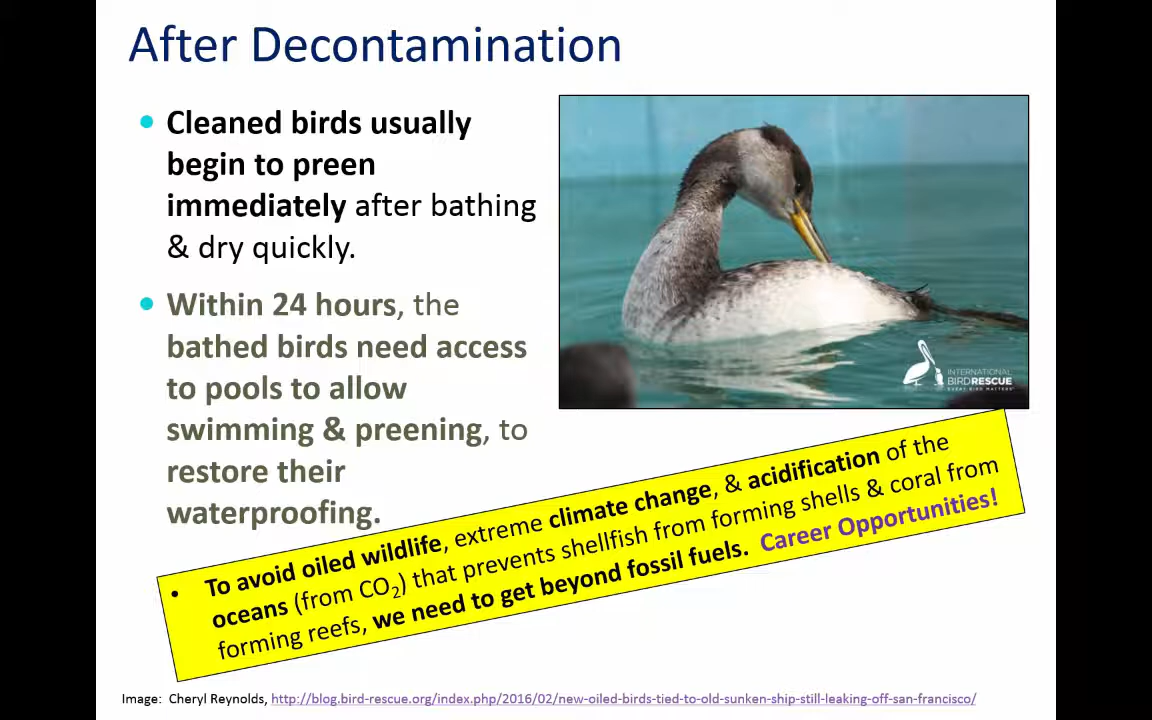 After Decontamination
• Cleaned birds usually
begin to preen
immediately after bathing
& dry quickly.
• Within 24 hours, the
bathed birds need access
to pools to allow
swimming & preening, to
restore their
waterproofing.
INTERNATIONAL
BIRDRESCUE
EVERY BIRD MATTERS
• To avoid oiled wildlife, extreme climate change, & acidification of the
oceans (from CO₂) that prevents shellfish from forming shells & coral from
forming reefs, we need to get beyond fossil fuels. Career Opportunities!
Image: Cheryl Reynolds, http://blog.bird-rescue.org/index.php/2016/02/new-oiled-birds-tied-to-old-sunken-ship-still-leaking-off-san-francisco/